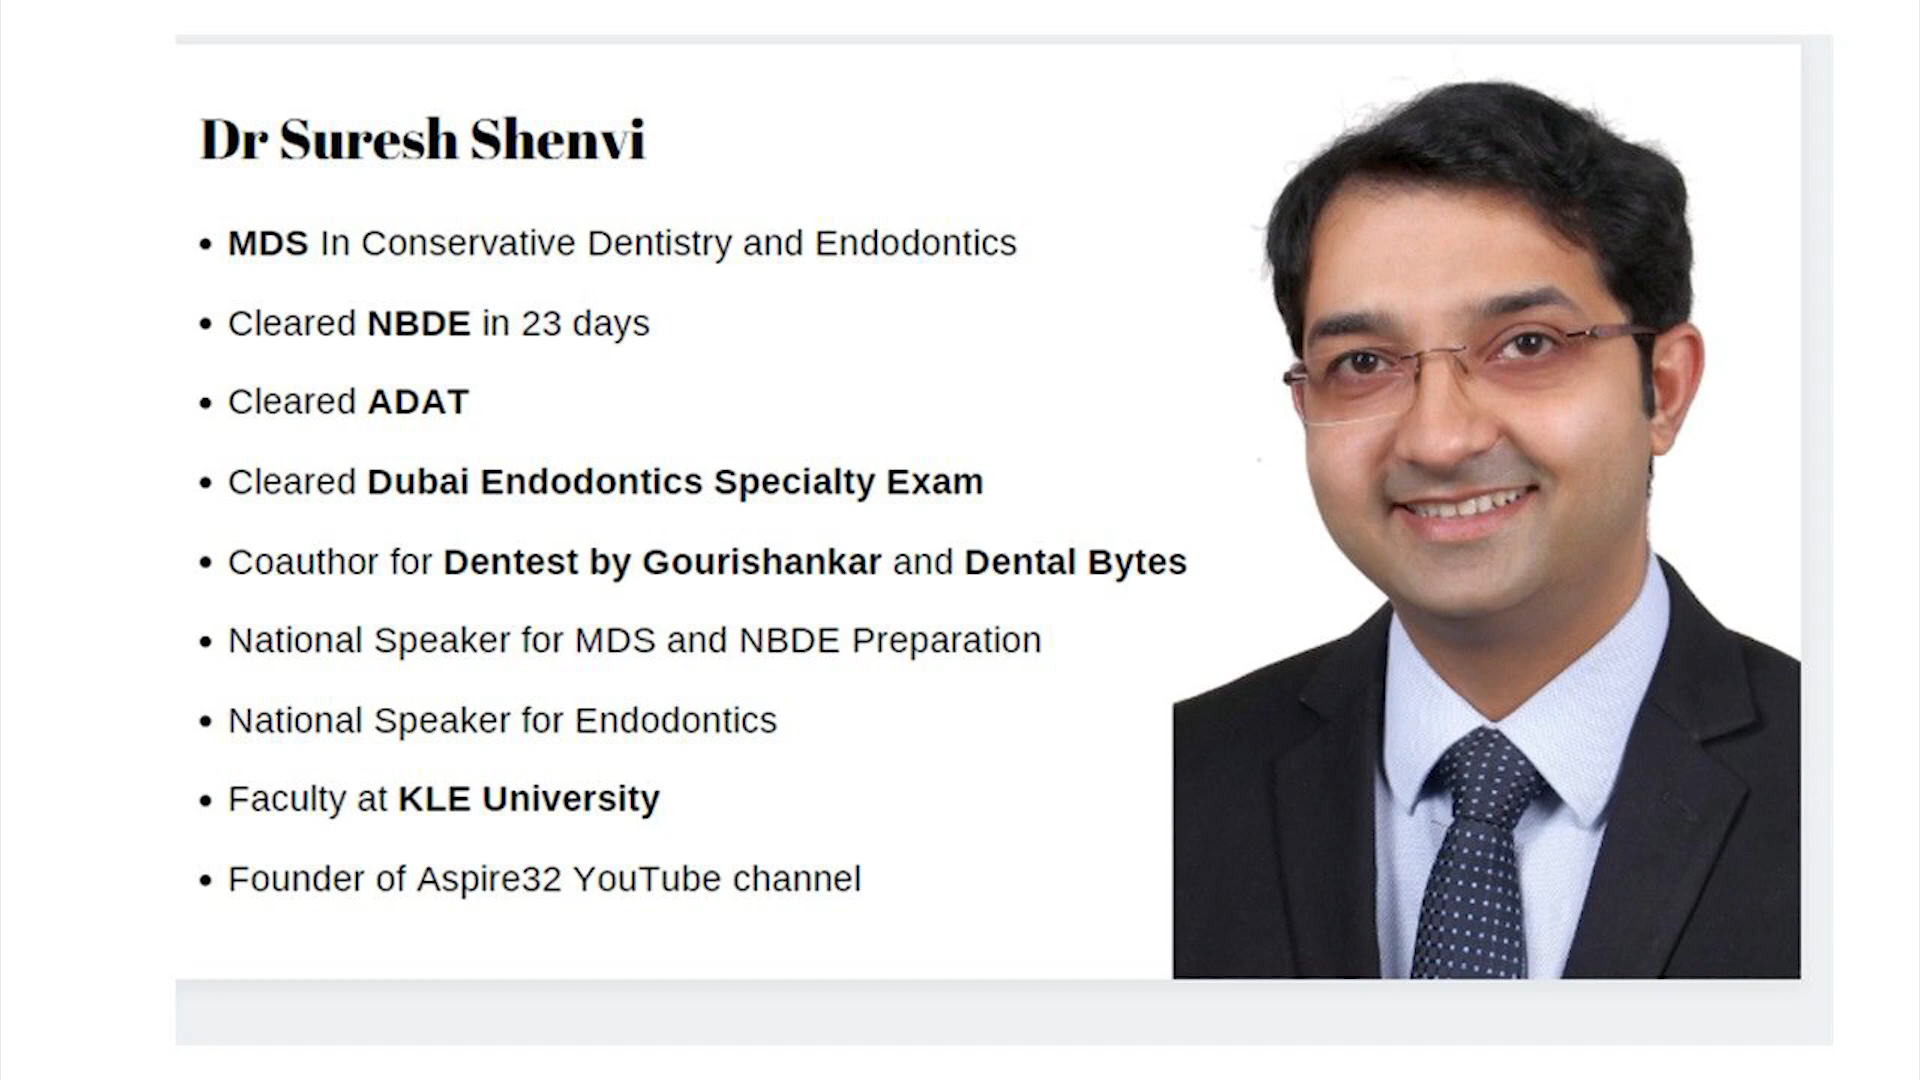 Dr Suresh Shenvi
• MDS In Conservative Dentistry and Endodontics
• Cleared NBDE in 23 days
• Cleared ADAT
• Cleared Dubai Endodontics Specialty Exam
• Coauthor for Dentest by Gourishankar and Dental Bytes
• National Speaker for MDS and NBDE Preparation
• National Speaker for Endodontics
• Faculty at KLE University
• Founder of Aspire32 YouTube channel